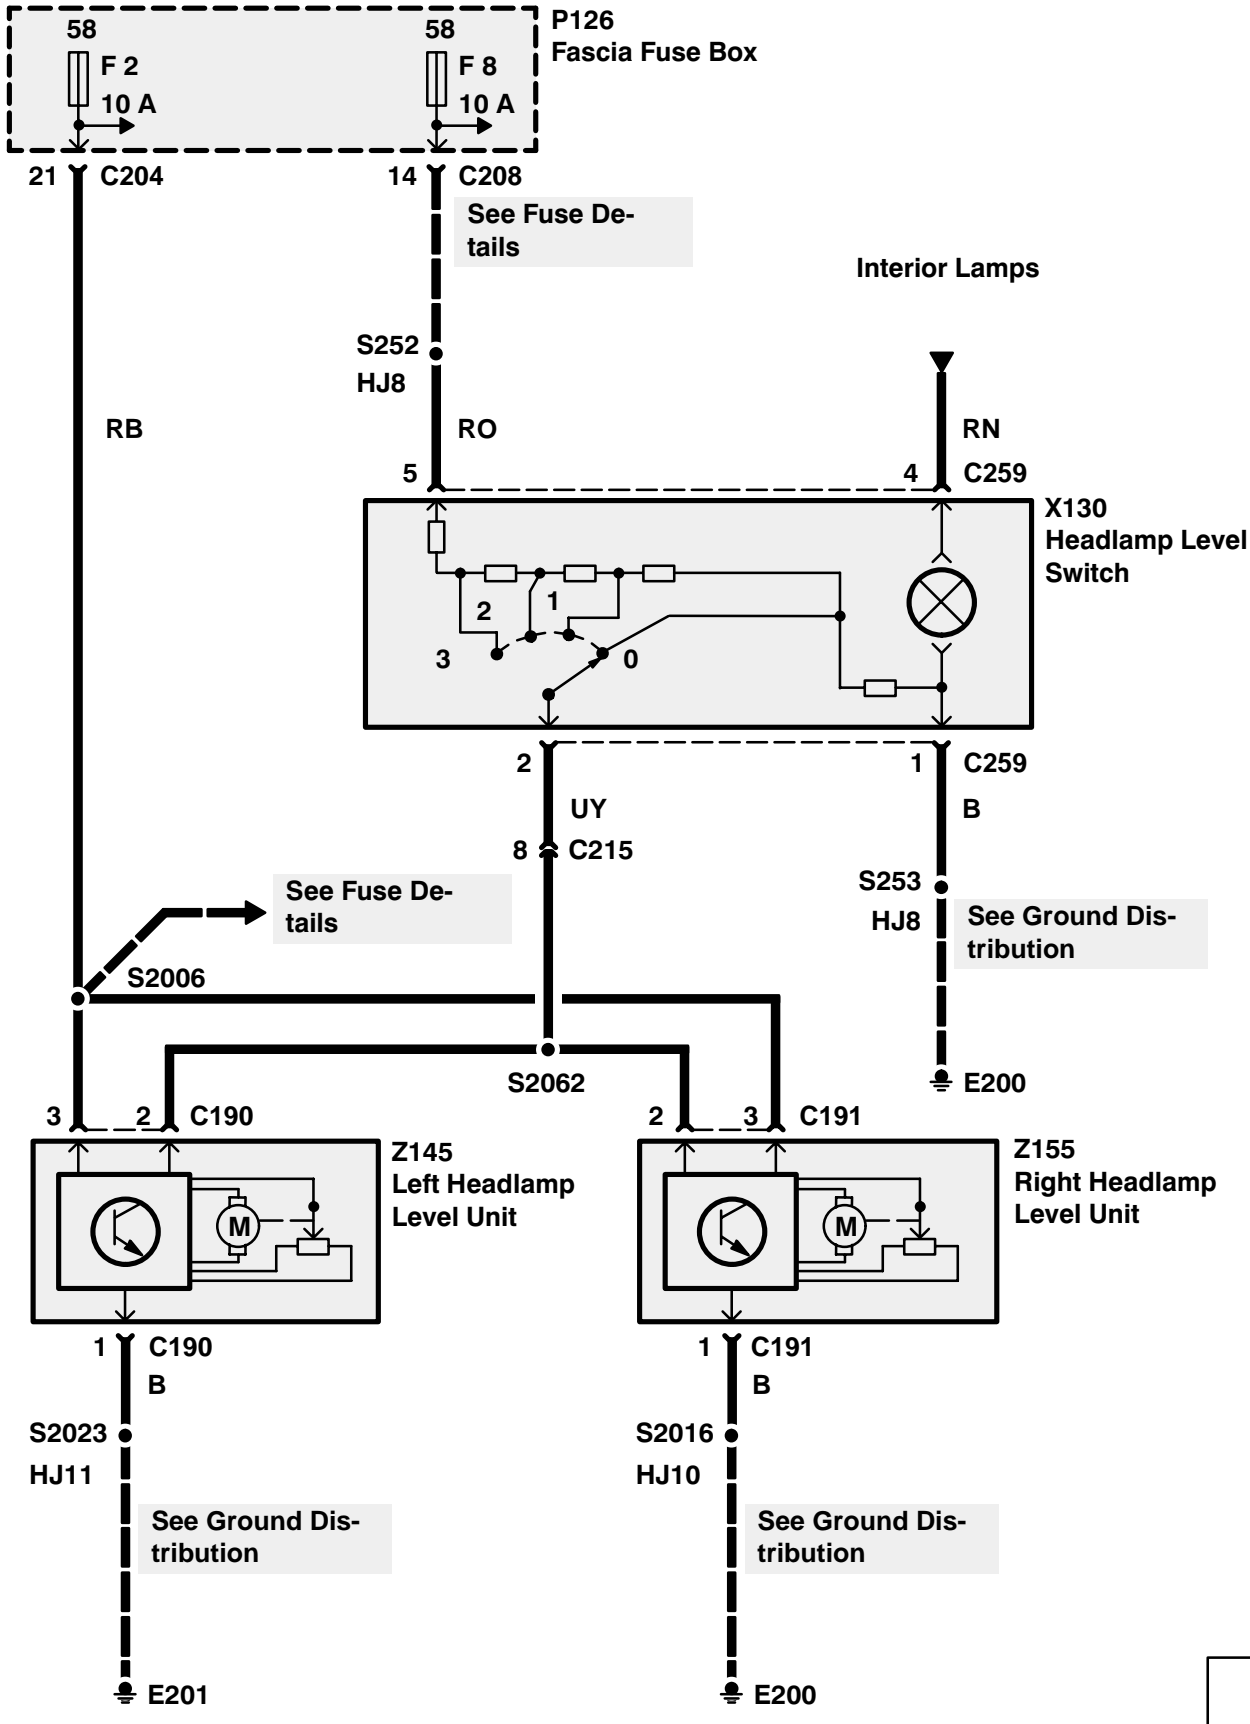 58
F 2
10 A
58
F 8
10 A
P126
Fascia Fuse Box
21
C204
14
C208
See Fuse De-
tails
Interior Lamps
S252
HJ8
RB
RO
RN
5
4
C259
X130
Headlamp Level
Switch
1
2
3
0
2
1
C259
UY
B
8
C215
S253
HJ8
See Fuse De-
tails
See Ground Dis-
tribution
S2006
S2062
E200
3
2
C190
2
3
C191
Z145
Left Headlamp
Level Unit
M
Z155
Right Headlamp
Level Unit
M
1
C190
B
1
C191
B
S2023
HJ11
S2016
HJ10
See Ground Dis-
tribution
See Ground Dis-
tribution
E201
E200